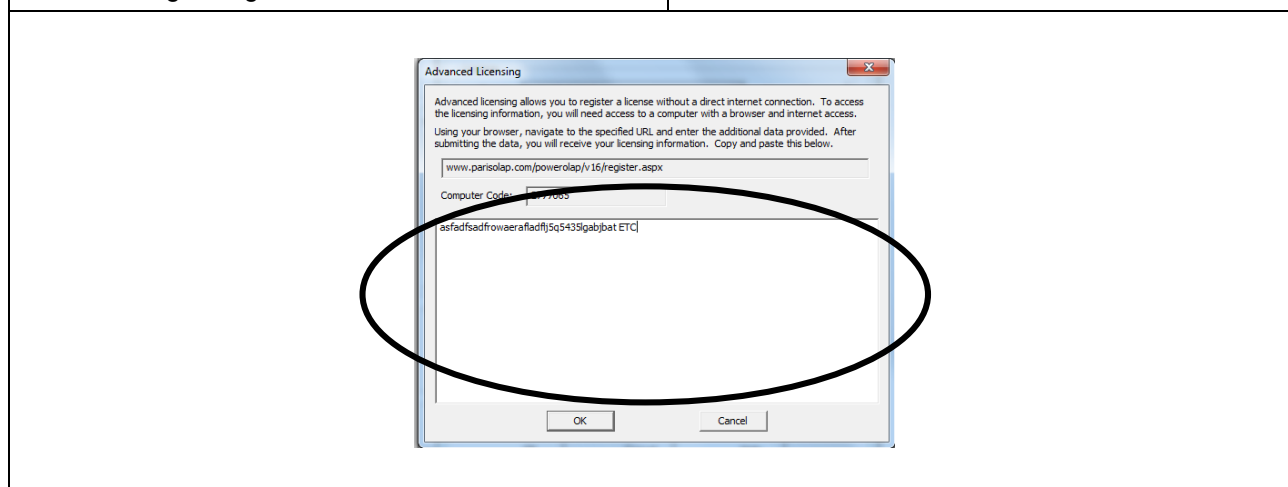 Advanced Licensing
Advanced licensing allows you to register a license without a direct internet connection. To access
the licensing information, you will need access to a computer with a browser and internet access.
Using your browser, navigate to the specified URL and enter the additional data provided. After
submitting the data, you will receive your licensing information. Copy and paste this below.
www.parisolap.com/powerolap/v16/register.aspx
Computer Code:
asfadfsadfrowaerafladflj5q5435lgabjbat ETC
OK
Cancel